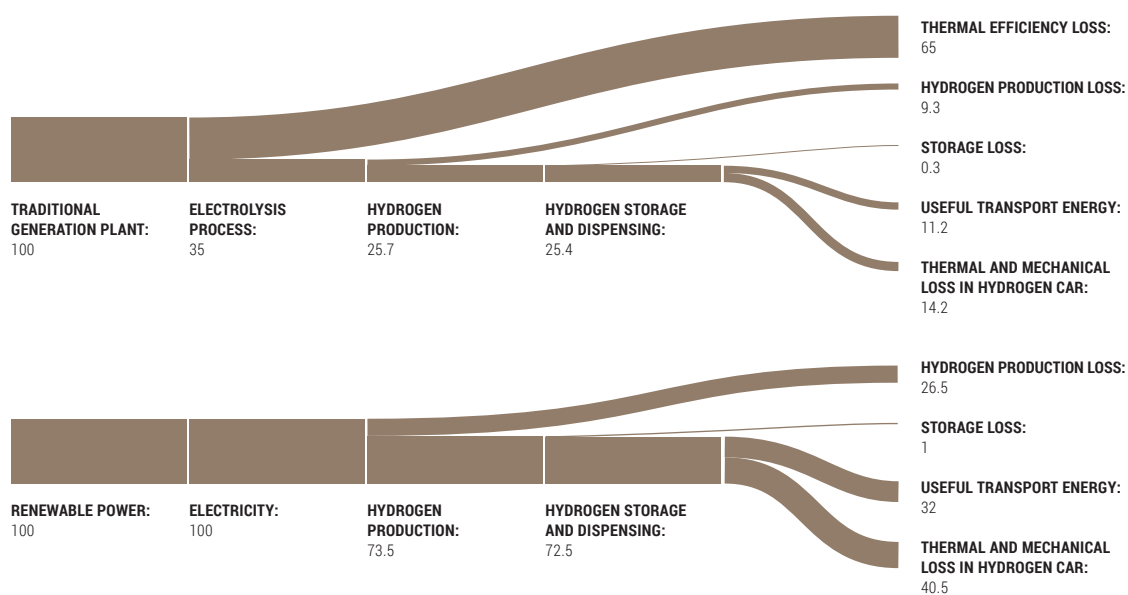 THERMAL EFFICIENCY LOSS:
65
HYDROGEN PRODUCTION LOSS:
9.3
STORAGE LOSS:
0.3
USEFUL TRANSPORT ENERGY:
11.2
THERMAL AND MECHANICAL
LOSS IN HYDROGEN CAR:
14.2
TRADITIONAL
GENERATION PLANT:
100
ELECTROLYSIS
PROCESS:
35
HYDROGEN
PRODUCTION:
25.7
HYDROGEN STORAGE
AND DISPENSING:
25.4
HYDROGEN PRODUCTION LOSS:
26.5
STORAGE LOSS:
1
USEFUL TRANSPORT ENERGY:
32
THERMAL AND MECHANICAL
LOSS IN HYDROGEN CAR:
40.5
RENEWABLE POWER:
100
ELECTRICITY:
100
HYDROGEN
PRODUCTION:
73.5
HYDROGEN STORAGE
AND DISPENSING:
72.5